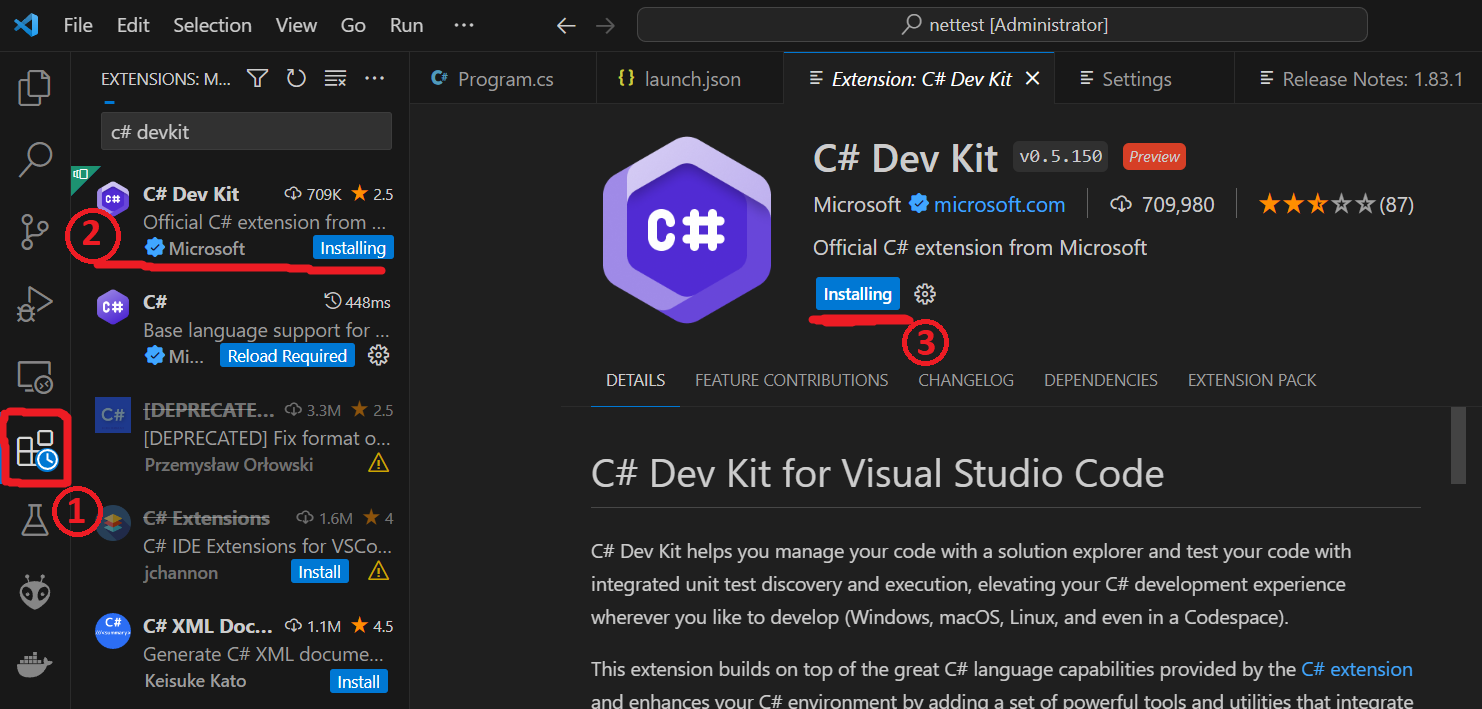 File Edit Selection View Go Run ···
nettest [Administrator]
EXTENSIONS: M...
c# devkit
C# Dev Kit 709K 2.5
Official C# extension from ...
Microsoft Installing
2
C# 448ms
Base language support for ...
Mi... Reload Required
[DEPRECATE... 3.3M 2.5
[DEPRECATED] Fix format o...
Przemysław Orłowski
1
C# Extensions 1.6M 4
C# IDE Extensions for VSCo...
jchannon Install
C# XML Doc... 1.1M 4.5
Generate C# XML docume...
Keisuke Kato Install
Program.cs launch.json Extension: C# Dev Kit Settings Release Notes: 1.83.1
C#
C# Dev Kit v0.5.150 Preview
Microsoft microsoft.com 709,980 (87)
Official C# extension from Microsoft
Installing
3
DETAILS FEATURE CONTRIBUTIONS CHANGELOG DEPENDENCIES EXTENSION PACK
C# Dev Kit for Visual Studio Code
C# Dev Kit helps you manage your code with a solution explorer and test your code with
integrated unit test discovery and execution, elevating your C# development experience
wherever you like to develop (Windows, macOS, Linux, and even in a Codespace).
This extension builds on top of the great C# language capabilities provided by the C# extension
and enhances your C# environment by adding a set of powerful tools and utilities that integrate